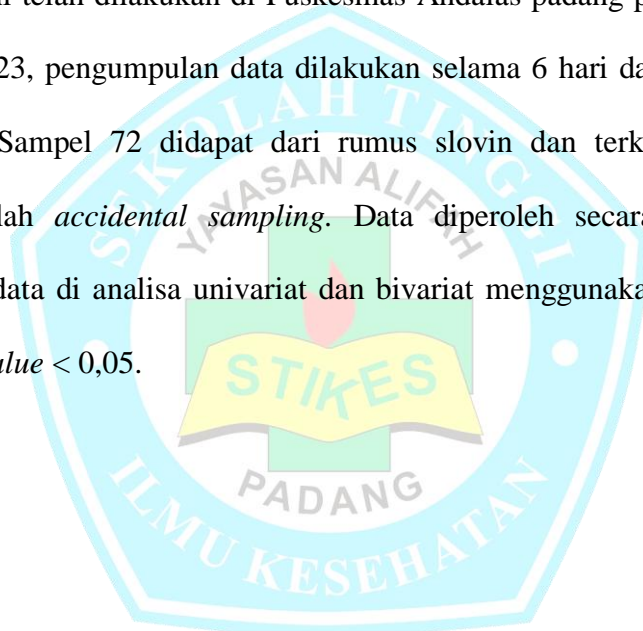 telah dilakukan di Puskesmas Andalas padang
23, pengumpulan data dilakukan selama 6 hari da
Sampel 72 didapat dari rumus slovin dan terk
lah accidental sampling. Data diperoleh secara
data di analisa univariat dan bivariat menggunaka
alue < 0,05.
SEKOLAH TINGGI
YAYASAN ALIFAH
STIKES
PADANG
ILMU KESEHATAN